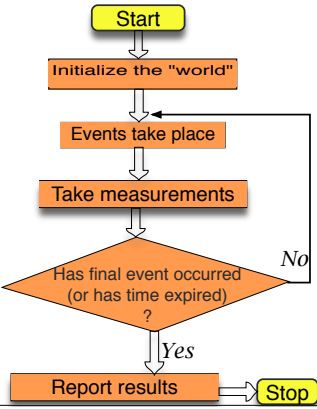 Start
Initialize the "world"
Events take place
Take measurements
Has final event occurred
(or has time expired)
?
No
Yes
Report results
Stop